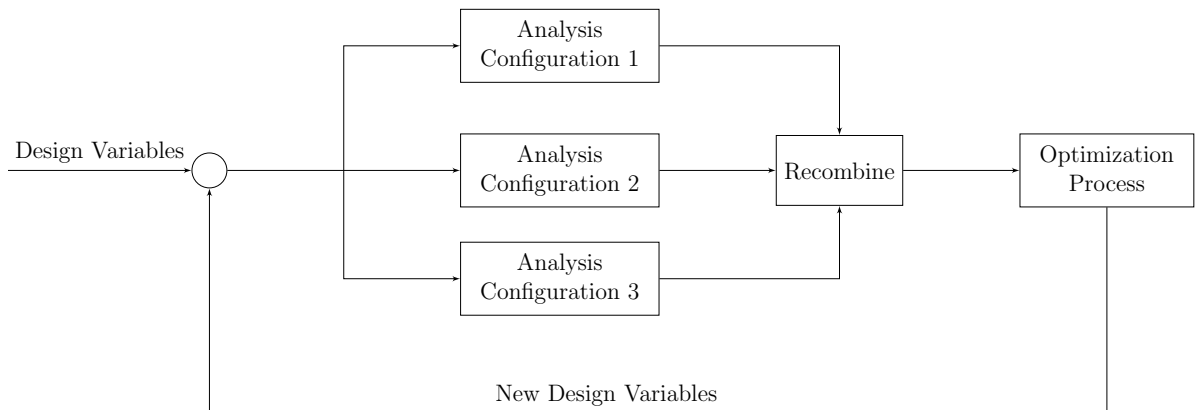 Analysis
Configuration 1
Design Variables
Analysis
Configuration 2
Recombine
Optimization
Process
Analysis
Configuration 3
New Design Variables